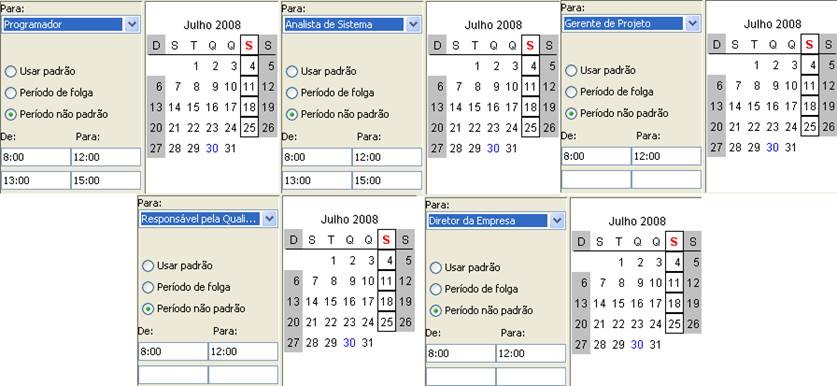 Para:
Programador
Usar padrão
Período de folga
Período não padrão
De: Para:
8:00 12:00
13:00 15:00
Julho 2008
D S T Q Q S S
1 2 3 4 5
6 7 8 9 10 11 12
13 14 15 16 17 18 19
20 21 22 23 24 25 26
27 28 29 30 31
Para:
Analista de Sistema
Usar padrão
Período de folga
Período não padrão
De: Para:
8:00 12:00
13:00 15:00
Julho 2008
D S T Q Q S S
1 2 3 4 5
6 7 8 9 10 11 12
13 14 15 16 17 18 19
20 21 22 23 24 25 26
27 28 29 30 31
Para:
Gerente de Projeto
Usar padrão
Período de folga
Período não padrão
De: Para:
8:00 12:00
Julho 2008
D S T Q Q S S
1 2 3 4 5
6 7 8 9 10 11 12
13 14 15 16 17 18 19
20 21 22 23 24 25 26
27 28 29 30 31
Para:
Responsável pela Quali...
Usar padrão
Período de folga
Período não padrão
De: Para:
8:00 12:00
Julho 2008
D S T Q Q S S
1 2 3 4 5
6 7 8 9 10 11 12
13 14 15 16 17 18 19
20 21 22 23 24 25 26
27 28 29 30 31
Para:
Diretor da Empresa
Usar padrão
Período de folga
Período não padrão
De: Para:
8:00 12:00
Julho 2008
D S T Q Q S S
1 2 3 4 5
6 7 8 9 10 11 12
13 14 15 16 17 18 19
20 21 22 23 24 25 26
27 28 29 30 31